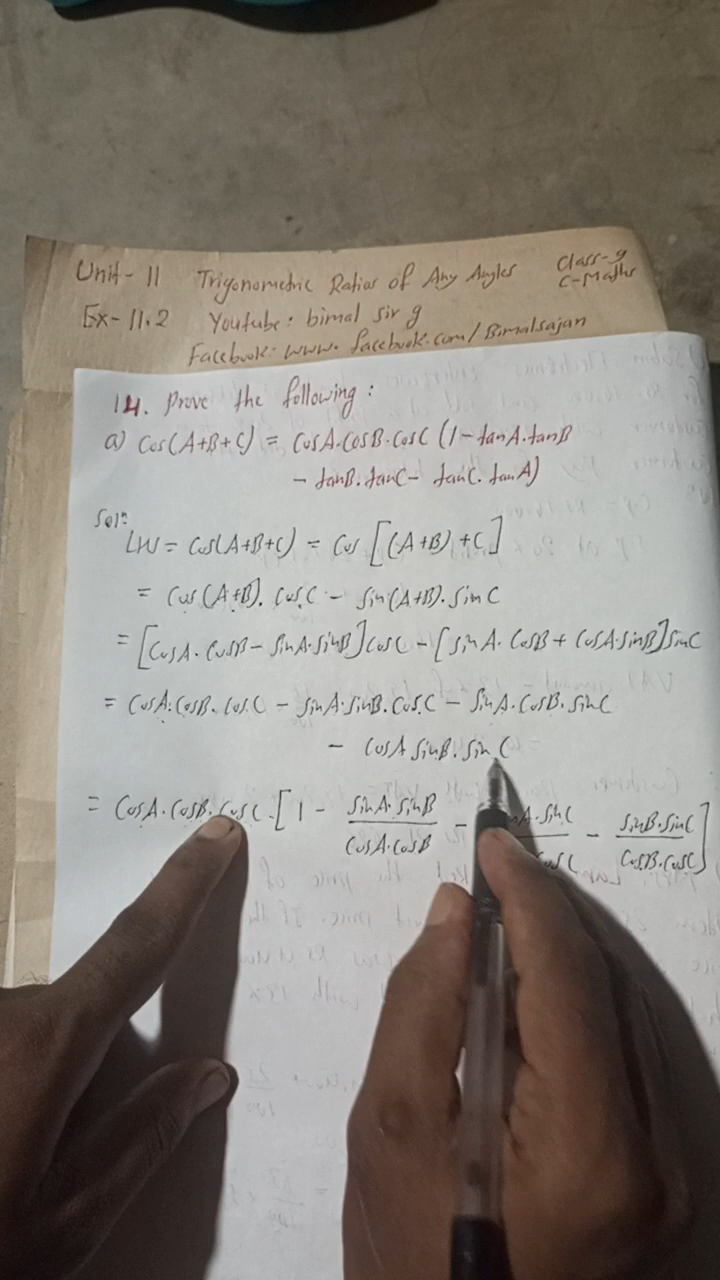 Unit - 11 Trigonometric Ratios of Any Angles Class-9
C-Maths
Ex-11.2 Youtube: bimal sir g
Facebook: www.facebook.com/Bimalsajan
14. Prove the following:
a) Cos(A+B+C) = CosA.CosB.CosC (1-tanA.tanB
- tanB.tanC- tanC.tanA)
Solⁿ
LHS = Cos(A+B+C) = Cos [(A+B)+C]
= Cos(A+B). CosC - Sin(A+B).SinC
= [CosA.CosB - SinA.SinB]CosC - [SinA.CosB + CosA.SinB]SinC
= CosA.CosB.CosC - SinA.SinB.CosC - SinA.CosB.SinC
- CosA SinB.SinC
= CosA.CosB.CosC.[1 - SinA.SinB/CosA.CosB - A.SinC/CosC - SinB.SinC/CosB.CosC]